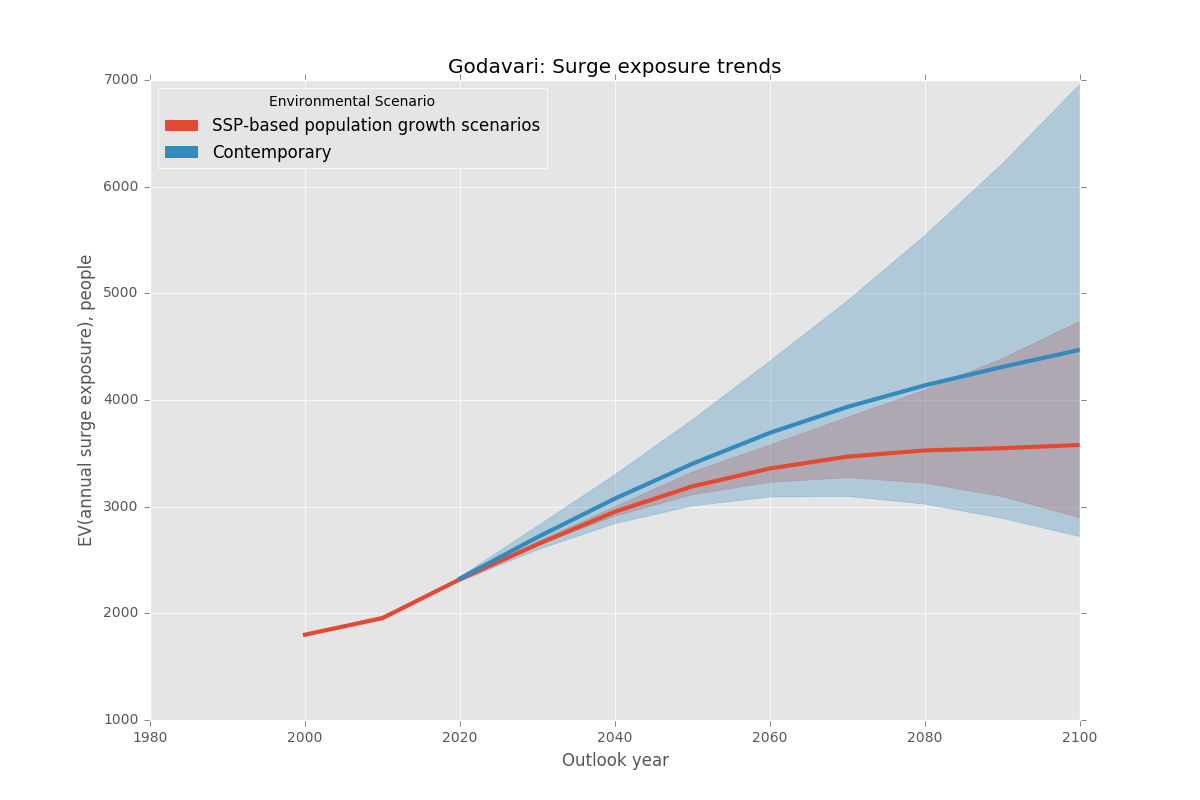 Godavari: Surge exposure trends
Environmental Scenario
SSP-based population growth scenarios
Contemporary
EV(annual surge exposure), people
7000
6000
5000
4000
3000
2000
1000
1980 2000 2020 2040 2060 2080 2100
Outlook year